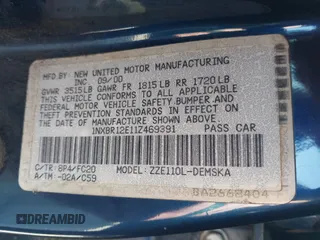 MFD. BY NEW UNITED MOTOR MANUFACTURING
INC 09/00
GVWR 3515LB GAWR FR 1815LB RR 1720LB
THIS VEHICLE CONFORMS TO ALL APPLICABLE
FEDERAL MOTOR VEHICLE SAFETY, BUMPER, AND
THEFT PREVENTION STANDARDS IN EFFECT ON
THE DATE OF MANUFACTURE SHOWN ABOVE.
1NXBR12E11Z469391 PASS CAR
C/TR: 8P4/FC20
A/TM: -02A/C59
MODEL: ZZE110L-DEMSKA
8A2668404
DREAMBID